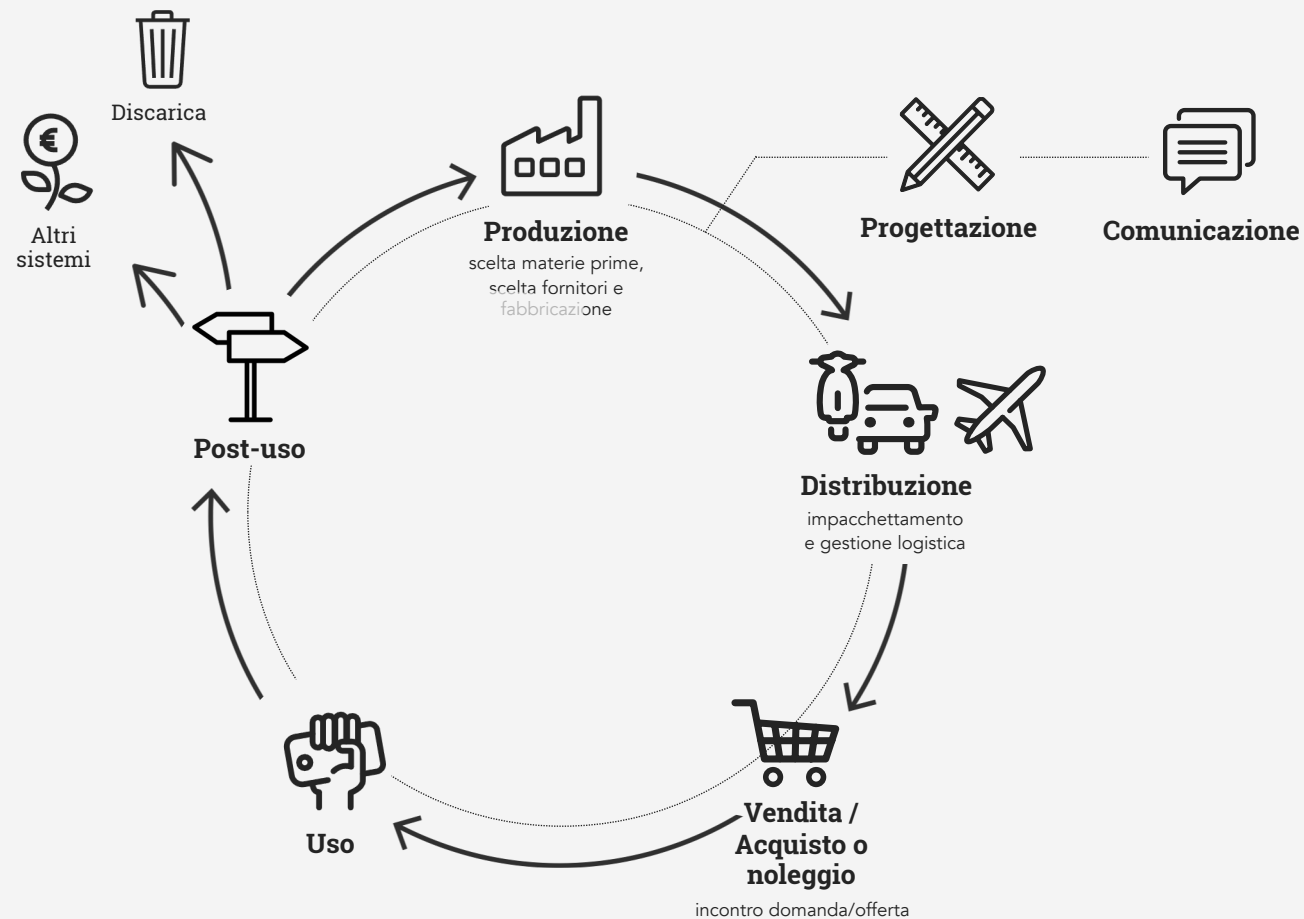 Discarica
€
Altri
sistemi
Produzione
scelta materie prime,
scelta fornitori e
fabbricazione
Progettazione
Comunicazione
Distribuzione
impacchettamento
e gestione logistica
Vendita /
Acquisto o
noleggio
incontro domanda/offerta
Uso
Post-uso